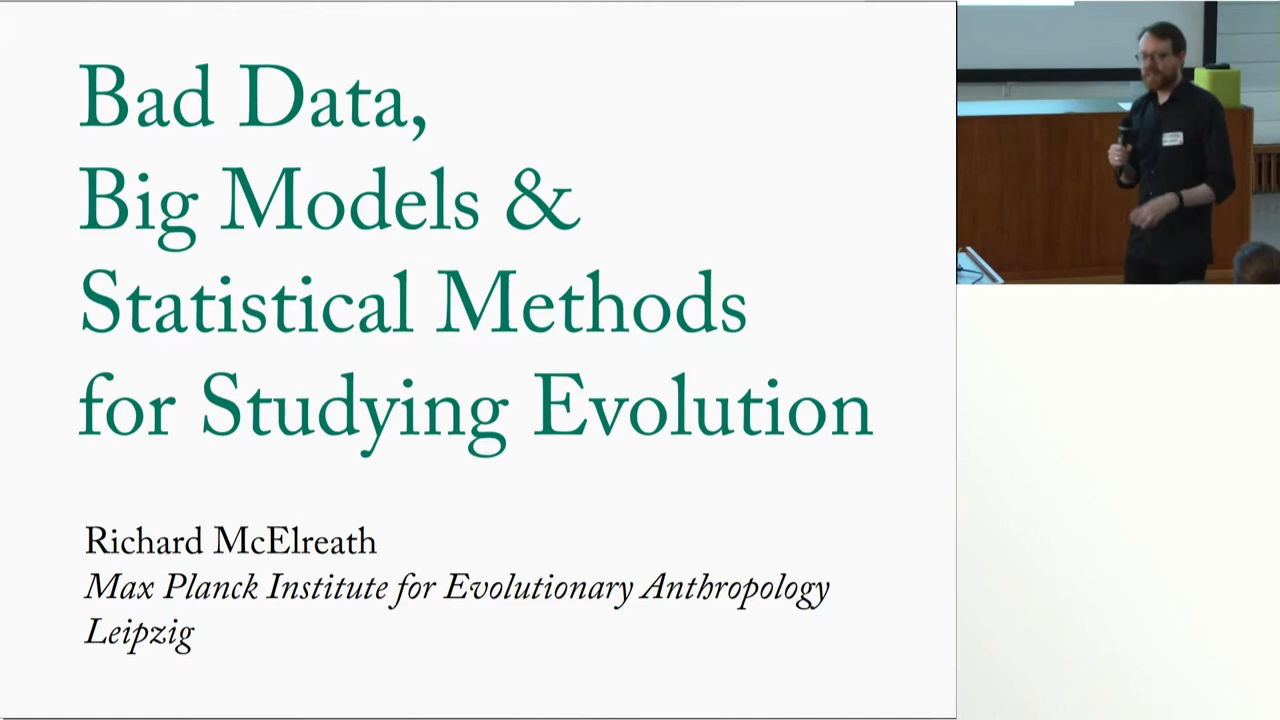 Bad Data,
Big Models &
Statistical Methods
for Studying Evolution
Richard McElreath
Max Planck Institute for Evolutionary Anthropology
Leipzig